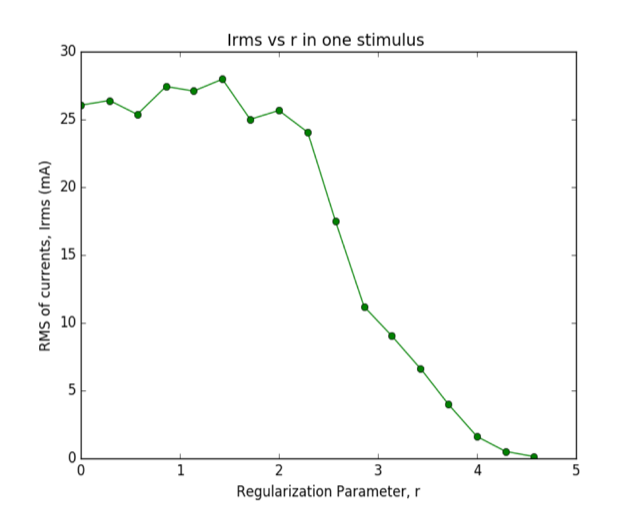 Irms vs r in one stimulus
30
25
20
15
10
5
0
RMS of currents, Irms (mA)
0 1 2 3 4 5
Regularization Parameter, r